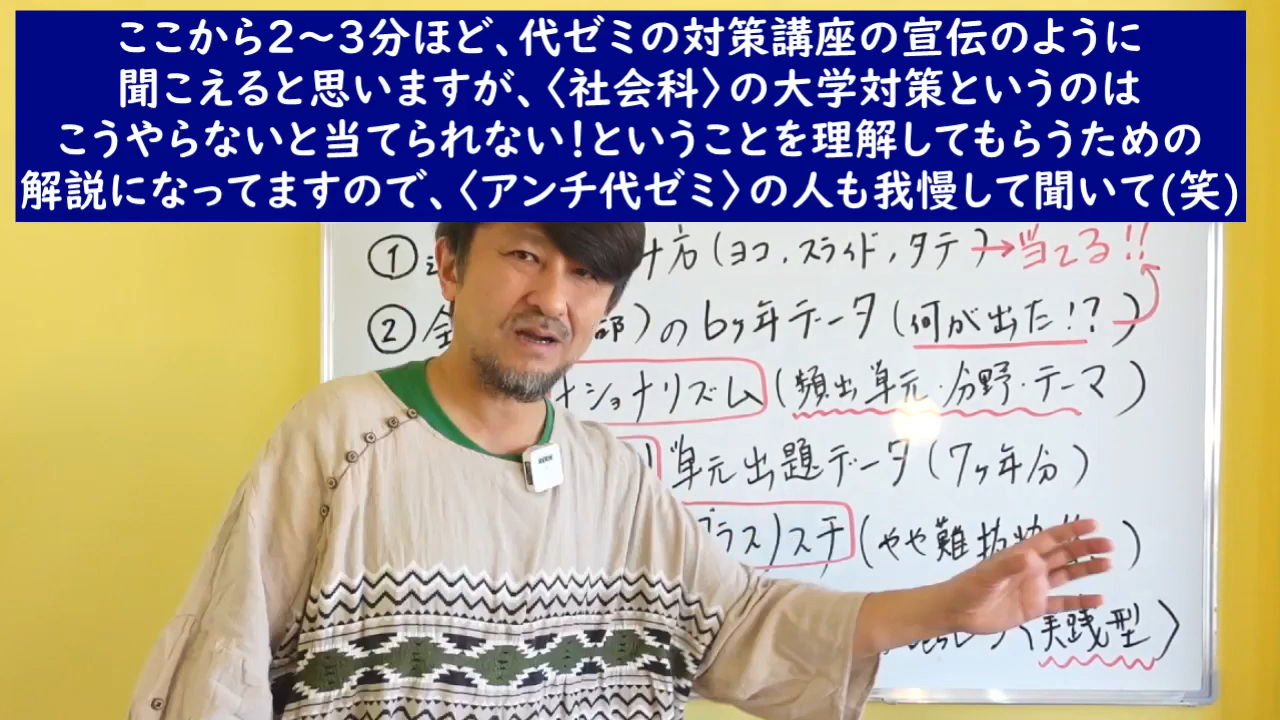 ここから２〜３分ほど、代ゼミの対策講座の宣伝のように
聞こえると思いますが、〈社会科〉の大学対策というのは
こうやらないと当てられない！ということを理解してもらうための
解説になってますので、〈アンチ代ゼミ〉の人も我慢して聞いて(笑)
① け方(ヨコ、スライド、タテ)→当てる!!
② 全 部)の6ヶ年データ(何が出た!?)
ナショナリズム(頻出単元・分野・テーマ)
単元出題データ(7ヶ年分)
プラス1ステ(やや難
〈実践型〉